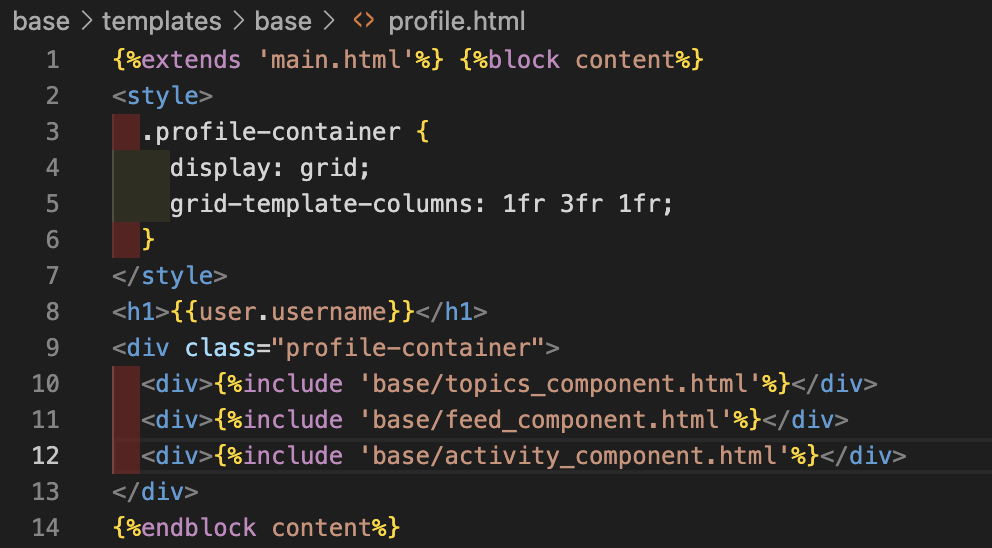 base > templates > base > <> profile.html
1 {%extends 'main.html'%} {%block content%}
2 <style>
3   .profile-container {
4     display: grid;
5     grid-template-columns: 1fr 3fr 1fr;
6   }
7 </style>
8 <h1>{{user.username}}</h1>
9 <div class="profile-container">
10   <div>{%include 'base/topics_component.html'%}</div>
11   <div>{%include 'base/feed_component.html'%}</div>
12   <div>{%include 'base/activity_component.html'%}</div>
13 </div>
14 {%endblock content%}